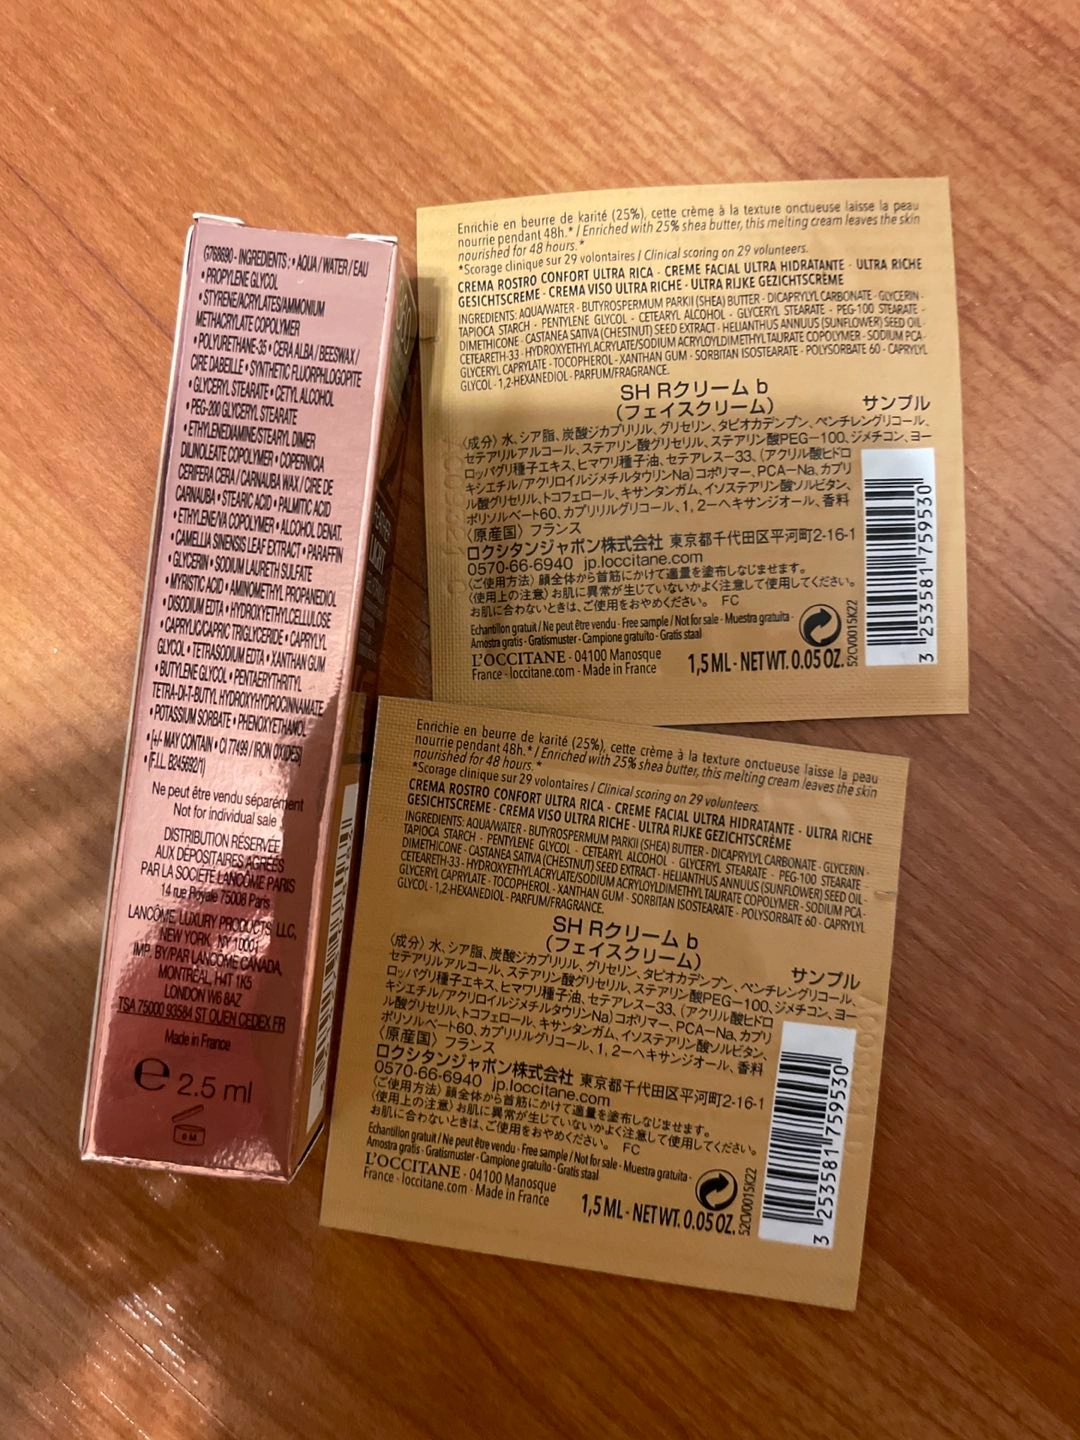 G768690 - INGREDIENTS : • AQUA / WATER / EAU
• PROPYLENE GLYCOL
• STYRENE/ACRYLATES/AMMONIUM
METHACRYLATE COPOLYMER
• POLYURETHANE-35 • CERA ALBA / BEESWAX /
CIRE DABEILLE • SYNTHETIC FLUORPHLOGOPITE
• GLYCERYL STEARATE • CETYL ALCOHOL
• PEG-200 GLYCERYL STEARATE
• ETHYLENEDIAMINE/STEARYL DIMER
DILINOLEATE COPOLYMER • COPERNICIA
CERIFERA CERA / CARNAUBA WAX / CIRE DE
CARNAUBA • STEARIC ACID • PALMITIC ACID
• ETHYLENE/VA COPOLYMER • ALCOHOL DENAT.
• CAMELLIA SINENSIS LEAF EXTRACT • PARAFFIN
• GLYCERIN • SODIUM LAURETH SULFATE
• MYRISTIC ACID • AMINOMETHYL PROPANEDIOL
• DISODIUM EDTA • HYDROXYETHYLCELLULOSE
• CAPRYLIC/CAPRIC TRIGLYCERIDE • CAPRYLYL
GLYCOL • TETRASODIUM EDTA • XANTHAN GUM
• BUTYLENE GLYCOL • PENTAERYTHRITYL
TETRA-DI-T-BUTYL HYDROXYHYDROCINNAMATE
• POTASSIUM SORBATE • PHENOXYETHANOL
• [+/- MAY CONTAIN • CI 77499 / IRON OXIDES]
• (F.I.L. B245692/1)
Ne peut être vendu séparément
Not for individual sale
DISTRIBUTION RÉSERVÉE
AUX DÉPOSITAIRES AGRÉÉS
PAR LA SOCIÉTÉ LANCÔME PARIS
14 rue Royale 75008 Paris
LANCÔME, LUXURY PRODUCTS, LLC,
NEW YORK, NY 10001
IMP. BY/PAR LANCÔME CANADA,
MONTRÉAL, H4T 1K5
LONDON W6 8AZ
TSA 75000 93584 ST OUEN CEDEX FR
Made in France
e 2.5 ml
6 M
LIGHT
Enrichie en beurre de karité (25%), cette crème à la texture onctueuse laisse la peau
nourrie pendant 48h.* / Enriched with 25% shea butter, this melting cream leaves the skin
nourished for 48 hours.*
*Scorage clinique sur 29 volontaires / Clinical scoring on 29 volunteers.
CREMA ROSTRO CONFORT ULTRA RICA - CREME FACIAL ULTRA HIDRATANTE - ULTRA RICHE
GESICHTSCREME - CREMA VISO ULTRA RICHE - ULTRA RIJKE GEZICHTSCRÈME
INGREDIENTS: AQUA/WATER - BUTYROSPERMUM PARKII (SHEA) BUTTER - DICAPRYLYL CARBONATE - GLYCERIN -
TAPIOCA STARCH - PENTYLENE GLYCOL - CETEARYL ALCOHOL - GLYCERYL STEARATE - PEG-100 STEARATE -
DIMETHICONE - CASTANEA SATIVA (CHESTNUT) SEED EXTRACT - HELIANTHUS ANNUUS (SUNFLOWER) SEED OIL -
CETEARETH-33 - HYDROXYETHYL ACRYLATE/SODIUM ACRYLOYLDIMETHYL TAURATE COPOLYMER - SODIUM PCA -
GLYCERYL CAPRYLATE - TOCOPHEROL - XANTHAN GUM - SORBITAN ISOSTEARATE - POLYSORBATE 60 - CAPRYLYL
GLYCOL - 1,2-HEXANEDIOL - PARFUM/FRAGRANCE.
SH Rクリーム b
(フェイスクリーム) サンプル
〈成分〉水、シア脂、炭酸ジカプリリル、グリセリン、タピオカデンプン、ペンチレングリコール、
セテアリルアルコール、ステアリン酸グリセリル、ステアリン酸PEG－100、ジメチコン、ヨー
ロッパグリ種子エキス、ヒマワリ種子油、セテアレス－33、(アクリル酸ヒドロ
キシエチル/アクリロイルジメチルタウリンNa)コポリマー、PCA－Na、カプリ
ル酸グリセリル、トコフェロール、キサンタンガム、イソステアリン酸ソルビタン、
ポリソルベート60、カプリリルグリコール、1, 2－ヘキサンジオール、香料
〈原産国〉フランス
ロクシタンジャポン株式会社 東京都千代田区平河町2-16-1
0570-66-6940 jp.loccitane.com
〈ご使用方法〉顔全体から首筋にかけて適量を塗布しなじませます。
〈使用上の注意〉お肌に異常が生じていないかよく注意して使用してください。
お肌に合わないときは、ご使用をおやめください。 FC
Echantillon gratuit / Ne peut être vendu - Free sample / Not for sale - Muestra gratuita -
Amostra gratis - Gratismuster - Campione gratuito - Gratis staal
L'OCCITANE - 04100 Manosque
France - loccitane.com - Made in France
1,5 ML - NET WT. 0.05 OZ.
52CV0015K22
3 253581 759530
Enrichie en beurre de karité (25%), cette crème à la texture onctueuse laisse la peau
nourrie pendant 48h.* / Enriched with 25% shea butter, this melting cream leaves the skin
nourished for 48 hours.*
*Scorage clinique sur 29 volontaires / Clinical scoring on 29 volunteers.
CREMA ROSTRO CONFORT ULTRA RICA - CREME FACIAL ULTRA HIDRATANTE - ULTRA RICHE
GESICHTSCREME - CREMA VISO ULTRA RICHE - ULTRA RIJKE GEZICHTSCRÈME
INGREDIENTS: AQUA/WATER - BUTYROSPERMUM PARKII (SHEA) BUTTER - DICAPRYLYL CARBONATE - GLYCERIN -
TAPIOCA STARCH - PENTYLENE GLYCOL - CETEARYL ALCOHOL - GLYCERYL STEARATE - PEG-100 STEARATE -
DIMETHICONE - CASTANEA SATIVA (CHESTNUT) SEED EXTRACT - HELIANTHUS ANNUUS (SUNFLOWER) SEED OIL -
CETEARETH-33 - HYDROXYETHYL ACRYLATE/SODIUM ACRYLOYLDIMETHYL TAURATE COPOLYMER - SODIUM PCA -
GLYCERYL CAPRYLATE - TOCOPHEROL - XANTHAN GUM - SORBITAN ISOSTEARATE - POLYSORBATE 60 - CAPRYLYL
GLYCOL - 1,2-HEXANEDIOL - PARFUM/FRAGRANCE.
SH Rクリーム b
(フェイスクリーム) サンプル
〈成分〉水、シア脂、炭酸ジカプリリル、グリセリン、タピオカデンプン、ペンチレングリコール、
セテアリルアルコール、ステアリン酸グリセリル、ステアリン酸PEG－100、ジメチコン、ヨー
ロッパグリ種子エキス、ヒマワリ種子油、セテアレス－33、(アクリル酸ヒドロ
キシエチル/アクリロイルジメチルタウリンNa)コポリマー、PCA－Na、カプリ
ル酸グリセリル、トコフェロール、キサンタンガム、イソステアリン酸ソルビタン、
ポリソルベート60、カプリリルグリコール、1, 2－ヘキサンジオール、香料
〈原産国〉フランス
ロクシタンジャポン株式会社 東京都千代田区平河町2-16-1
0570-66-6940 jp.loccitane.com
〈ご使用方法〉顔全体から首筋にかけて適量を塗布しなじませます。
〈使用上の注意〉お肌に異常が生じていないかよく注意して使用してください。
お肌に合わないときは、ご使用をおやめください。 FC
Echantillon gratuit / Ne peut être vendu - Free sample / Not for sale - Muestra gratuita -
Amostra gratis - Gratismuster - Campione gratuito - Gratis staal
L'OCCITANE - 04100 Manosque
France - loccitane.com - Made in France
1,5 ML - NET WT. 0.05 OZ.
52CV0015K22
3 253581 759530